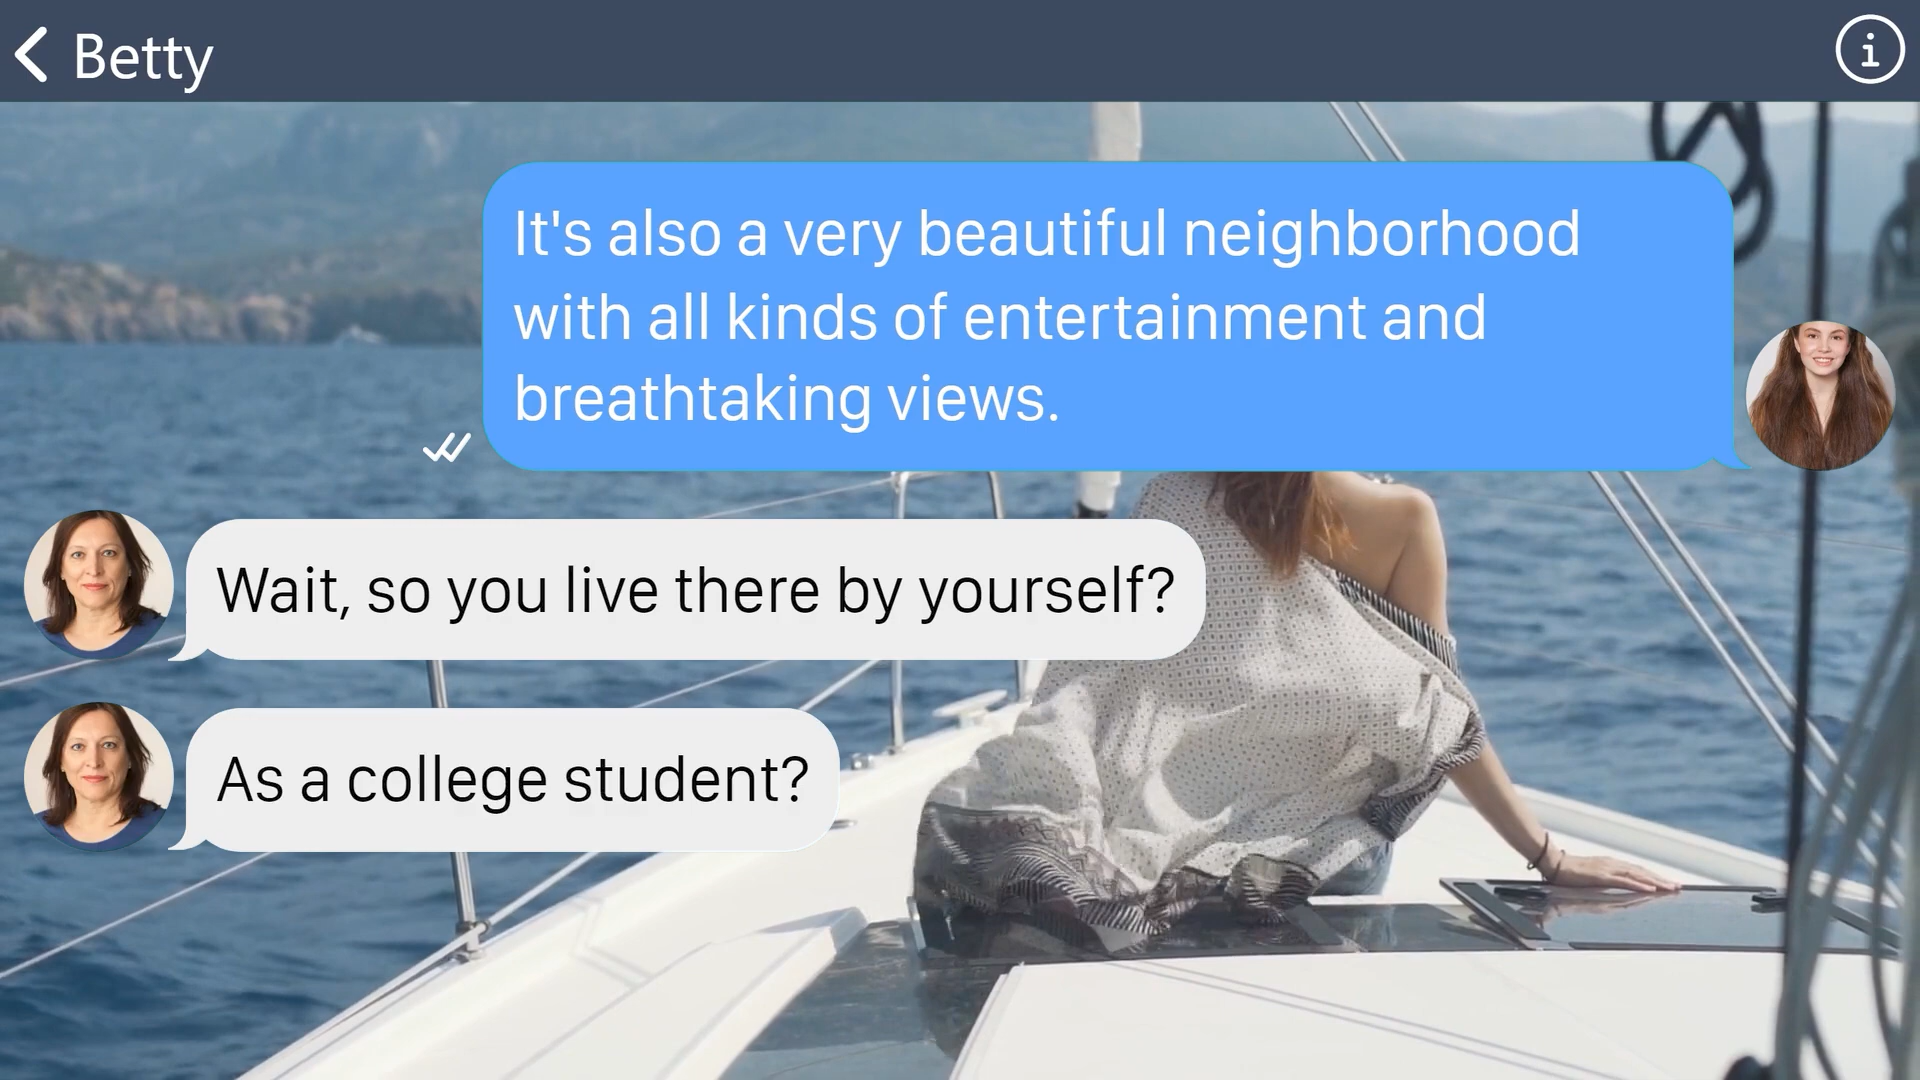 Betty
It's also a very beautiful neighborhood
with all kinds of entertainment and
breathtaking views.
Wait, so you live there by yourself?
As a college student?